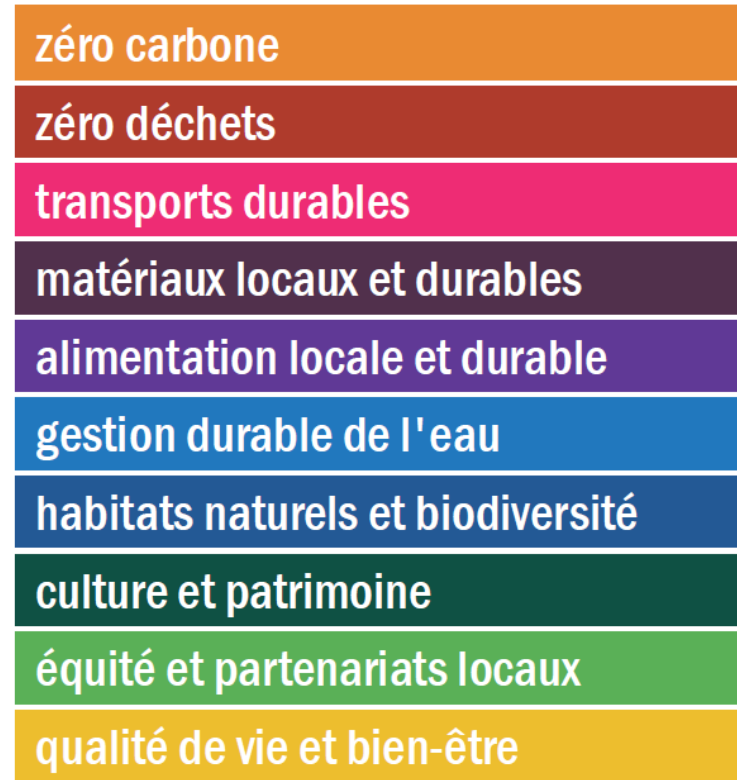 zéro carbone
zéro déchets
transports durables
matériaux locaux et durables
alimentation locale et durable
gestion durable de l'eau
habitats naturels et biodiversité
culture et patrimoine
équité et partenariats locaux
qualité de vie et bien-être